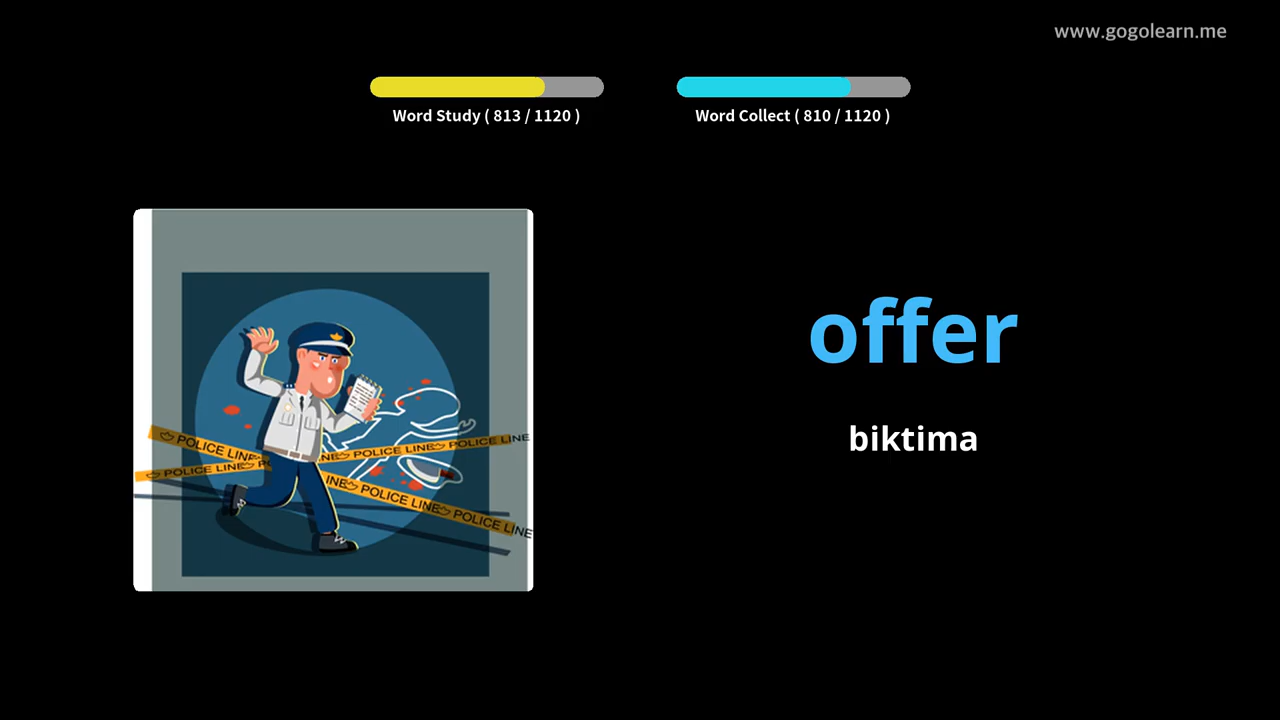 www.gogolearn.me
Word Study ( 813 / 1120 )
Word Collect ( 810 / 1120 )
offer
biktima
POLICE LINE
POLICE LINE
POLICE LINE
POLICE LINE
POLICE LINE